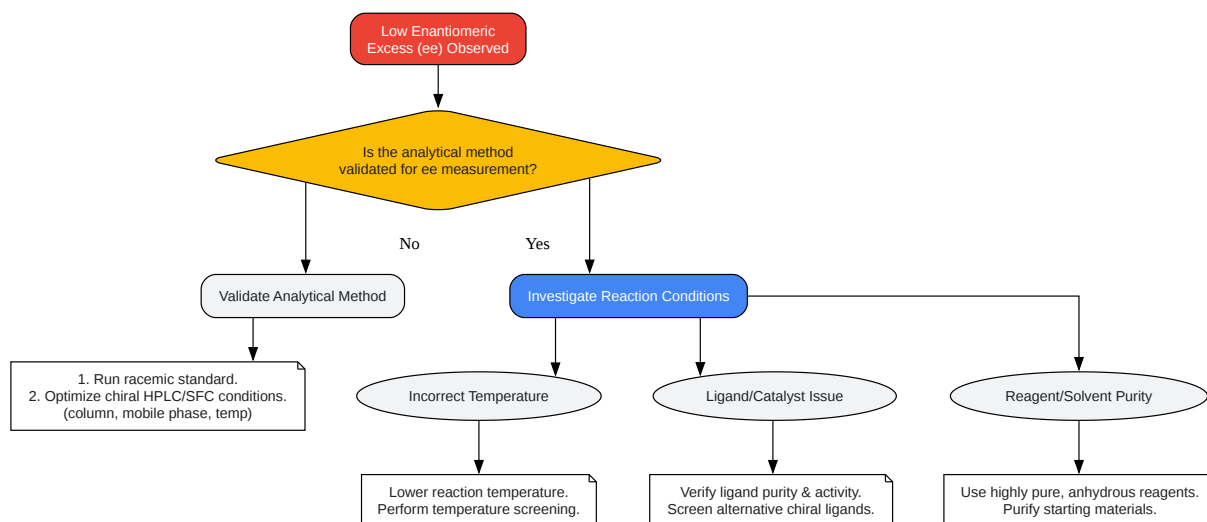 Low Enantiomeric
Excess (ee) Observed
Is the analytical method
validated for ee measurement?
No
Yes
Validate Analytical Method
Investigate Reaction Conditions
1. Run racemic standard.
2. Optimize chiral HPLC/SFC conditions.
(column, mobile phase, temp)
Incorrect Temperature
Ligand/Catalyst Issue
Reagent/Solvent Purity
Lower reaction temperature.
Perform temperature screening.
Verify ligand purity & activity.
Screen alternative chiral ligands.
Use highly pure, anhydrous reagents.
Purify starting materials.